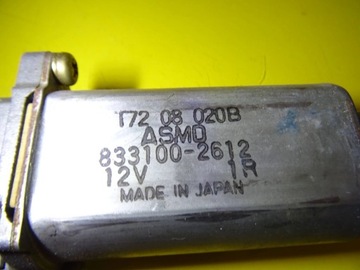 T72 08 020B
ASMO
833100-2612
12V 1R
MADE IN JAPAN